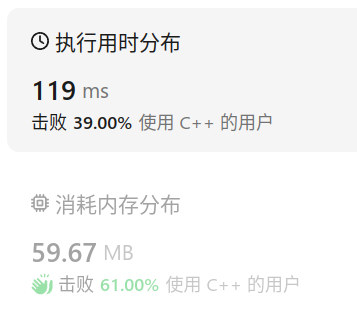 执行用时分布
119 ms
击败 39.00% 使用 C++ 的用户
消耗内存分布
59.67 MB
击败 61.00% 使用 C++ 的用户